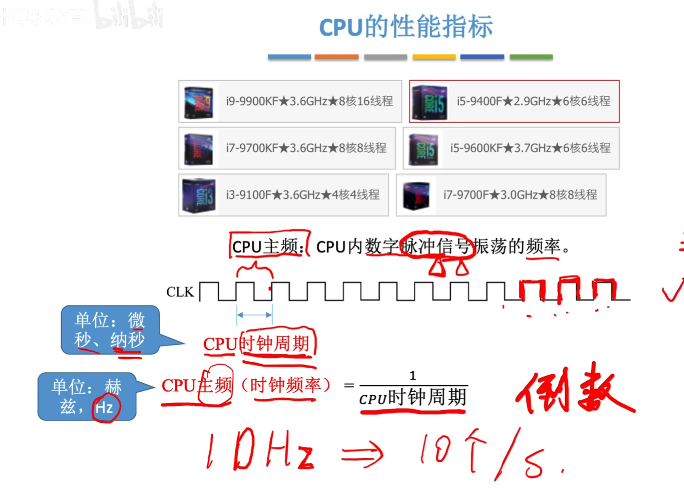 bilibili
CPU的性能指标
i9-9900KF★3.6GHz★8核16线程
i5-9400F★2.9GHz★6核6线程
i7-9700KF★3.6GHz★8核8线程
i5-9600KF★3.7GHz★6核6线程
i3-9100F★3.6GHz★4核4线程
i7-9700F★3.0GHz★8核8线程
CPU主频：CPU内数字脉冲信号振荡的频率。
CLK
单位：微
秒、纳秒
CPU时钟周期
单位：赫
兹，Hz
CPU主频（时钟频率）= 1/CPU时钟周期
倒数
10Hz ⇒ 10个/s.